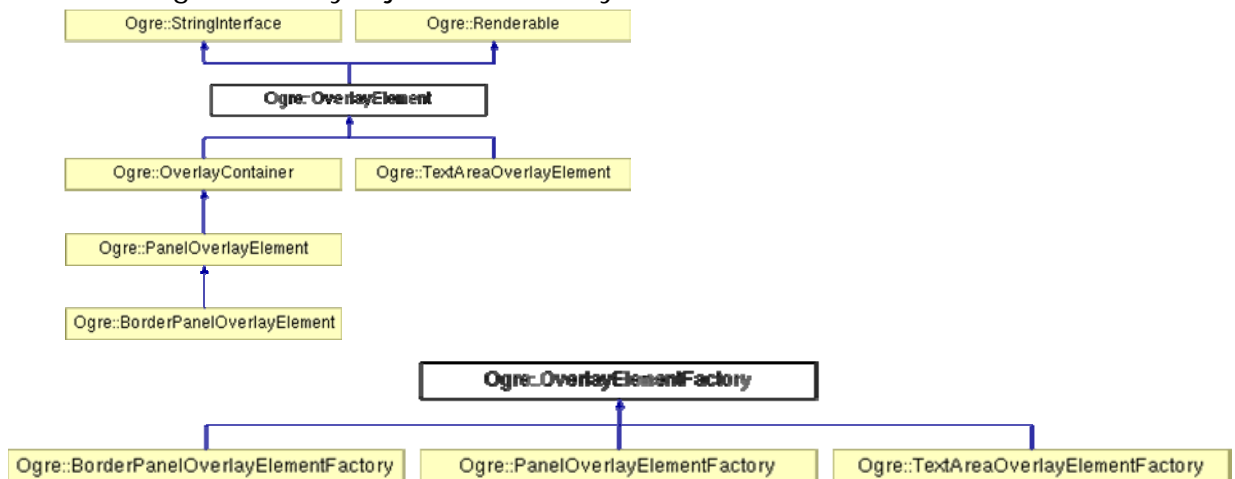 Ogre::StringInterface
Ogre::Renderable
Ogre::OverlayElement
Ogre::OverlayContainer
Ogre::TextAreaOverlayElement
Ogre::PanelOverlayElement
Ogre::BorderPanelOverlayElement
Ogre::OverlayElementFactory
Ogre::BorderPanelOverlayElementFactory
Ogre::PanelOverlayElementFactory
Ogre::TextAreaOverlayElementFactory